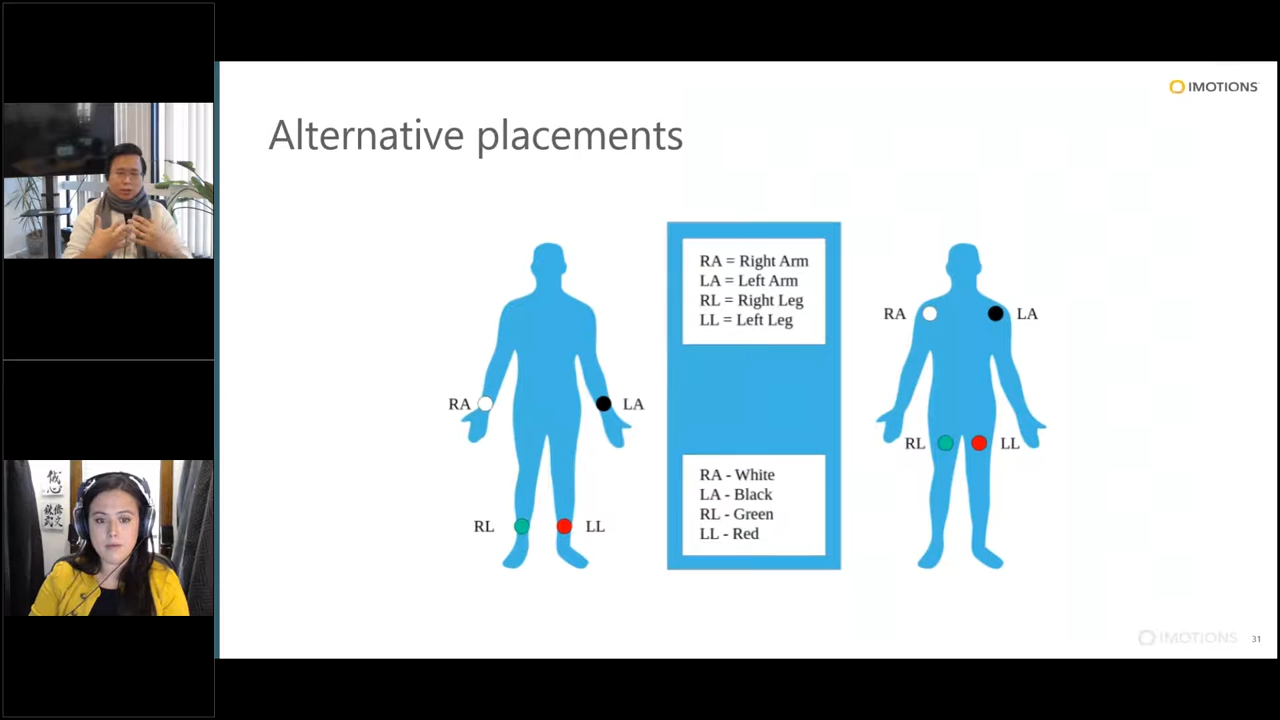 IMOTIONS
Alternative placements
RA = Right Arm
LA = Left Arm
RL = Right Leg
LL = Left Leg
RA
LA
RA
LA
RL
LL
RL
LL
RA - White
LA - Black
RL - Green
LL - Red
IMOTIONS
31